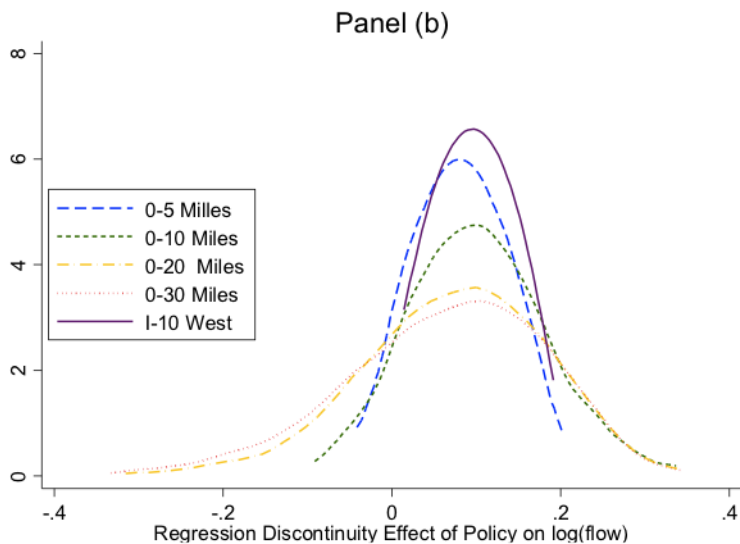 Panel (b)
8
6
4
2
0
0-5 Milles
0-10 Miles
0-20 Miles
0-30 Miles
I-10 West
-.4 -.2 0 .2 .4
Regression Discontinuity Effect of Policy on log(flow)